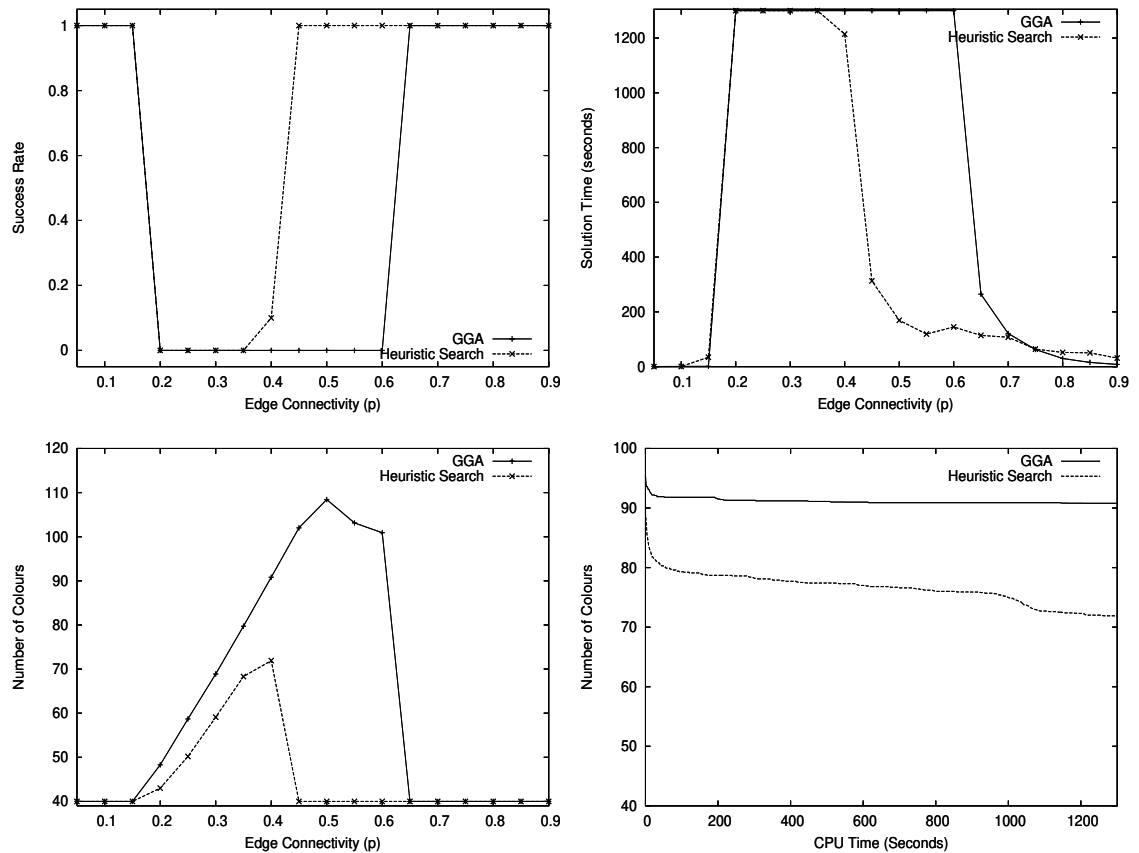 1
0.8
0.6
0.4
0.2
0
Success Rate
GGA
Heuristic Search
0.1 0.2 0.3 0.4 0.5 0.6 0.7 0.8 0.9
Edge Connectivity (p)
1200
1000
800
600
400
200
0
Solution Time (seconds)
GGA
Heuristic Search
0.1 0.2 0.3 0.4 0.5 0.6 0.7 0.8 0.9
Edge Connectivity (p)
120
110
100
90
80
70
60
50
40
Number of Colours
GGA
Heuristic Search
0.1 0.2 0.3 0.4 0.5 0.6 0.7 0.8 0.9
Edge Connectivity (p)
100
90
80
70
60
50
40
Number of Colours
GGA
Heuristic Search
0 200 400 600 800 1000 1200
CPU Time (Seconds)